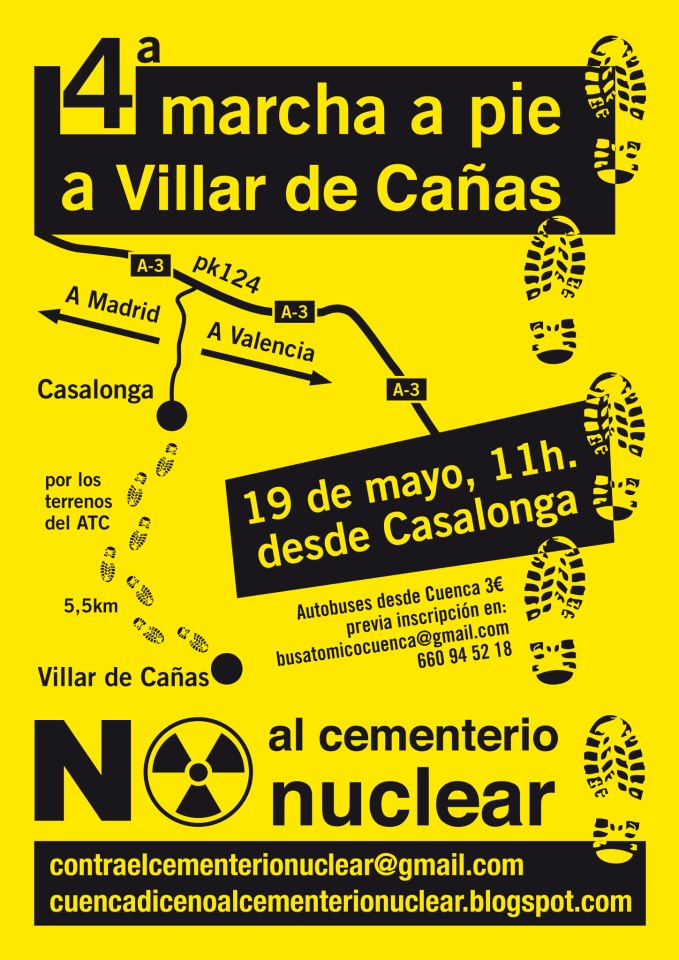 4ª marcha a pie
a Villar de Cañas
A-3
pk124
A-3
A Madrid
A Valencia
A-3
Casalonga
19 de mayo, 11h.
desde Casalonga
por los
terrenos
del ATC
5,5km
Autobuses desde Cuenca 3€
previa inscripción en:
busatomicocuenca@gmail.com
660 94 52 18
Villar de Cañas
NO al cementerio
nuclear
contraelcementerionuclear@gmail.com
cuencadicenoalcementerionuclear.blogspot.com